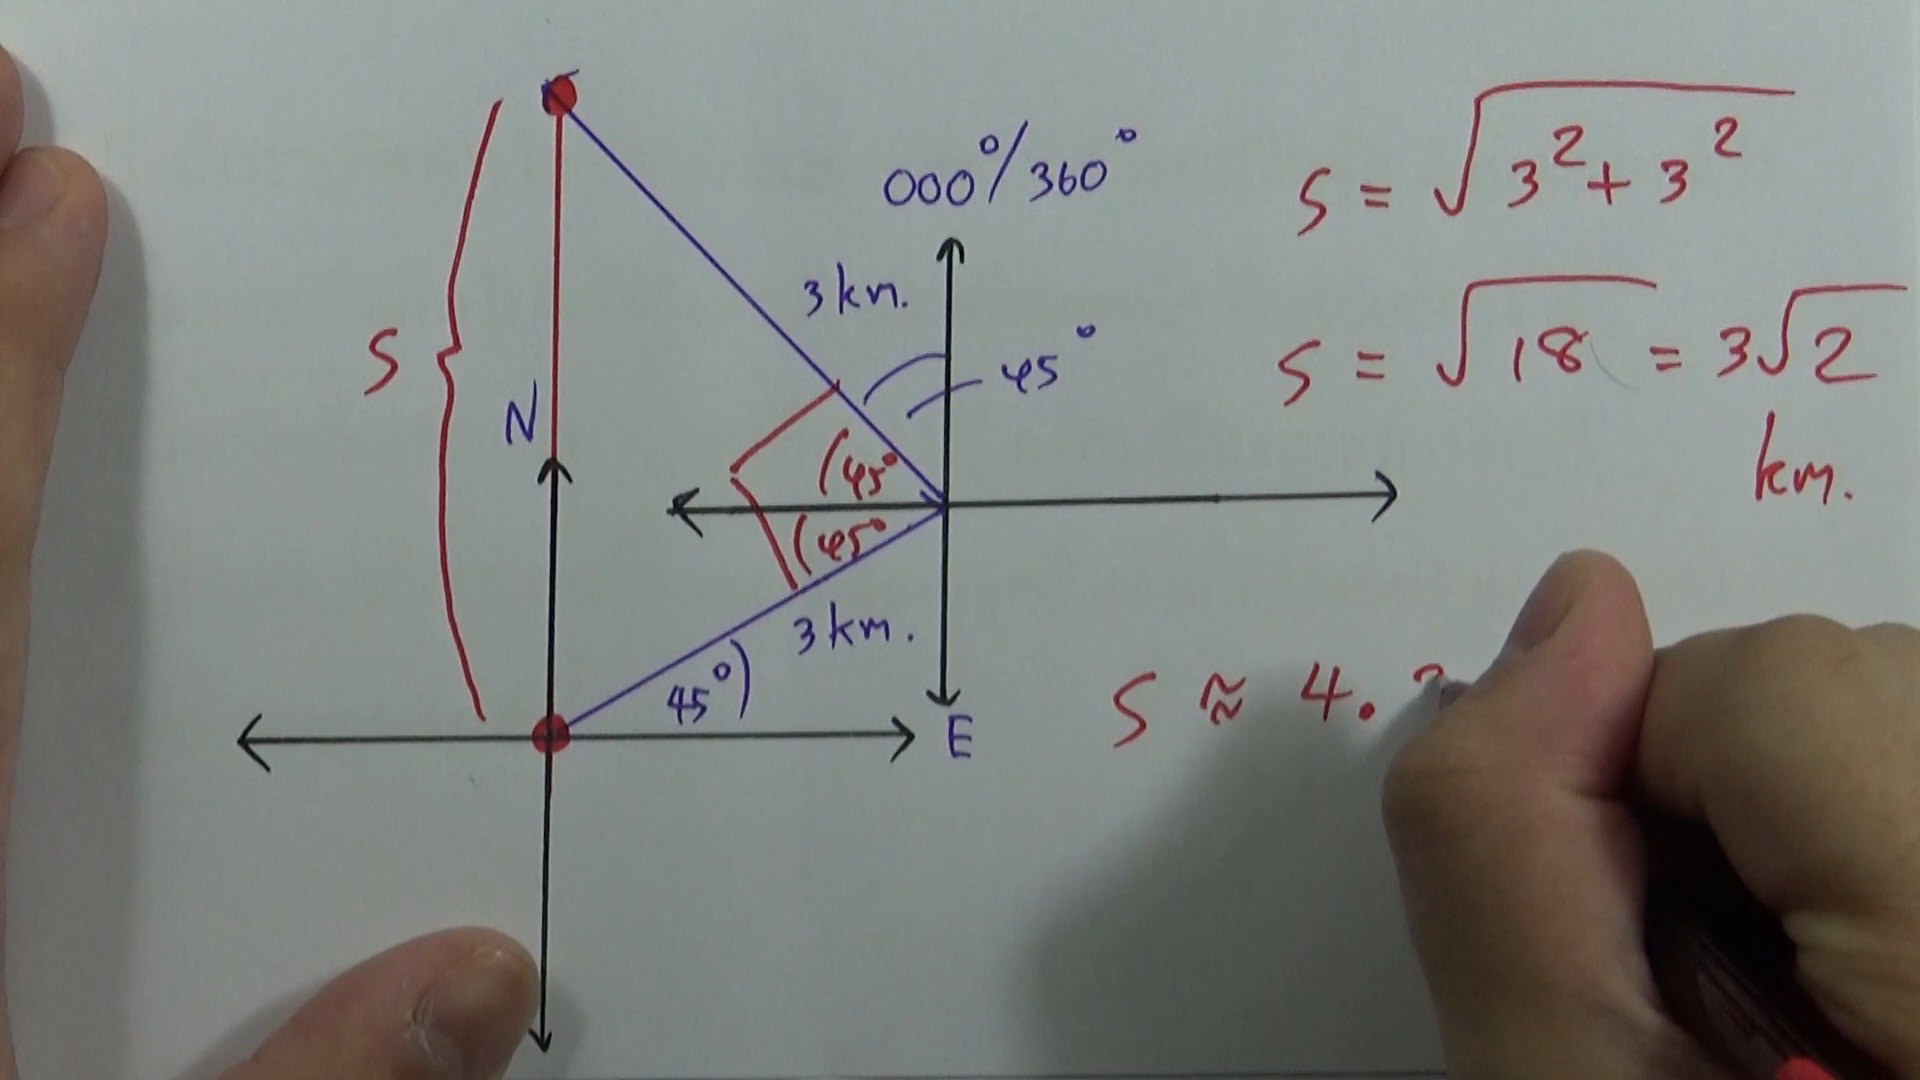 000°/360°
3 km.
45°
S
N
(45°
(45°
3 km.
45°)
E
S = √3² + 3²
S = √18 = 3√2
km.
S ≈ 4.